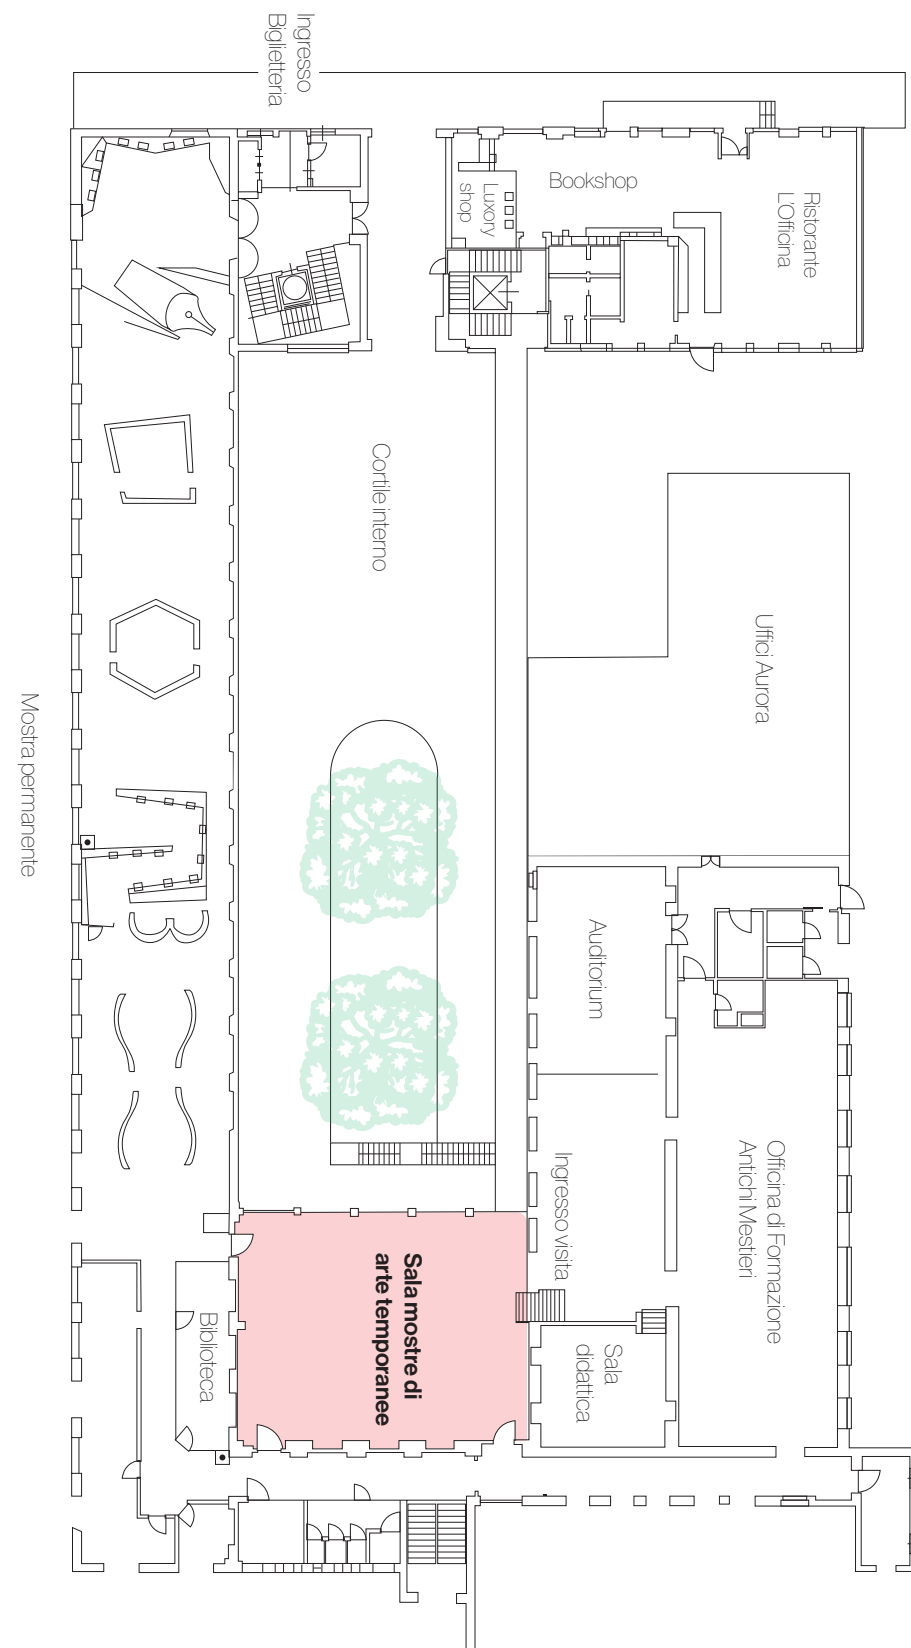 Ingresso
Biglietteria
Ristorante
L'Officina
Bookshop
Luxory
shop
Cortile interno
Uffici Aurora
Mostra permanente
Auditorium
Officina di Formazione
Antichi Mestieri
Ingresso visita
Sala mostre di
arte temporanee
Biblioteca
Sala
didattica